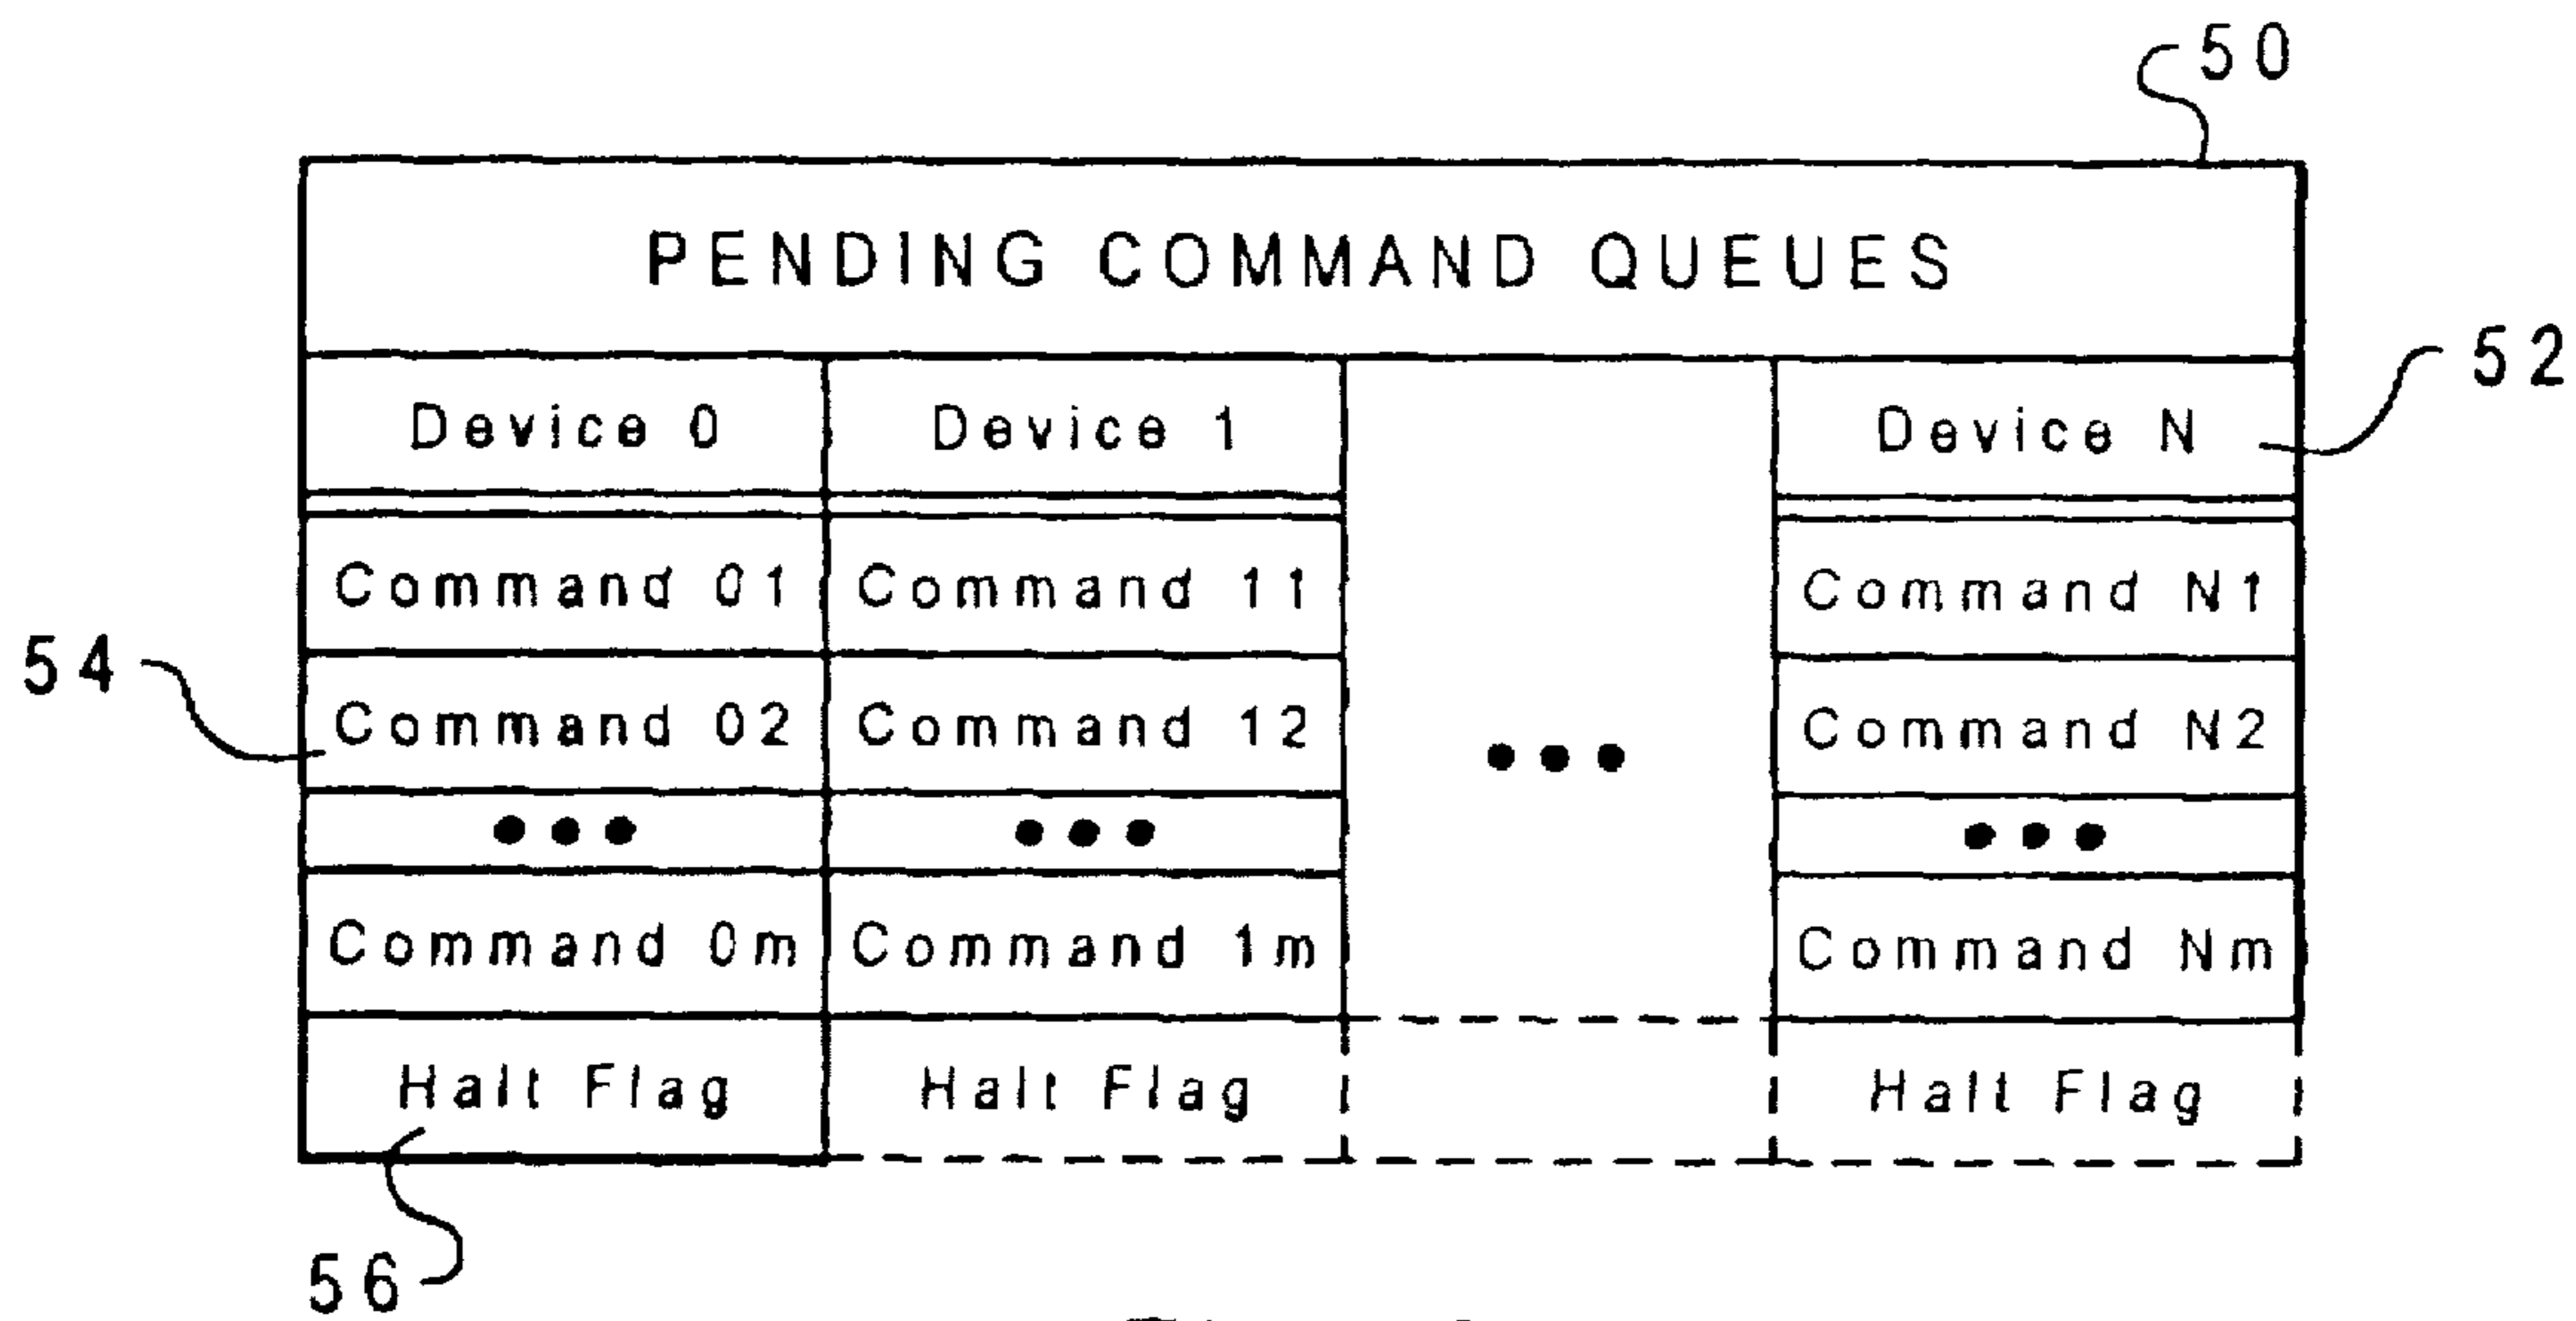 50
PENDING COMMAND QUEUES
Device 0 Device 1 Device N 52
Command 01 Command 11 Command N1
54 Command 02 Command 12 ••• Command N2
••• ••• •••
Command 0m Command 1m Command Nm
Halt Flag Halt Flag Halt Flag
56